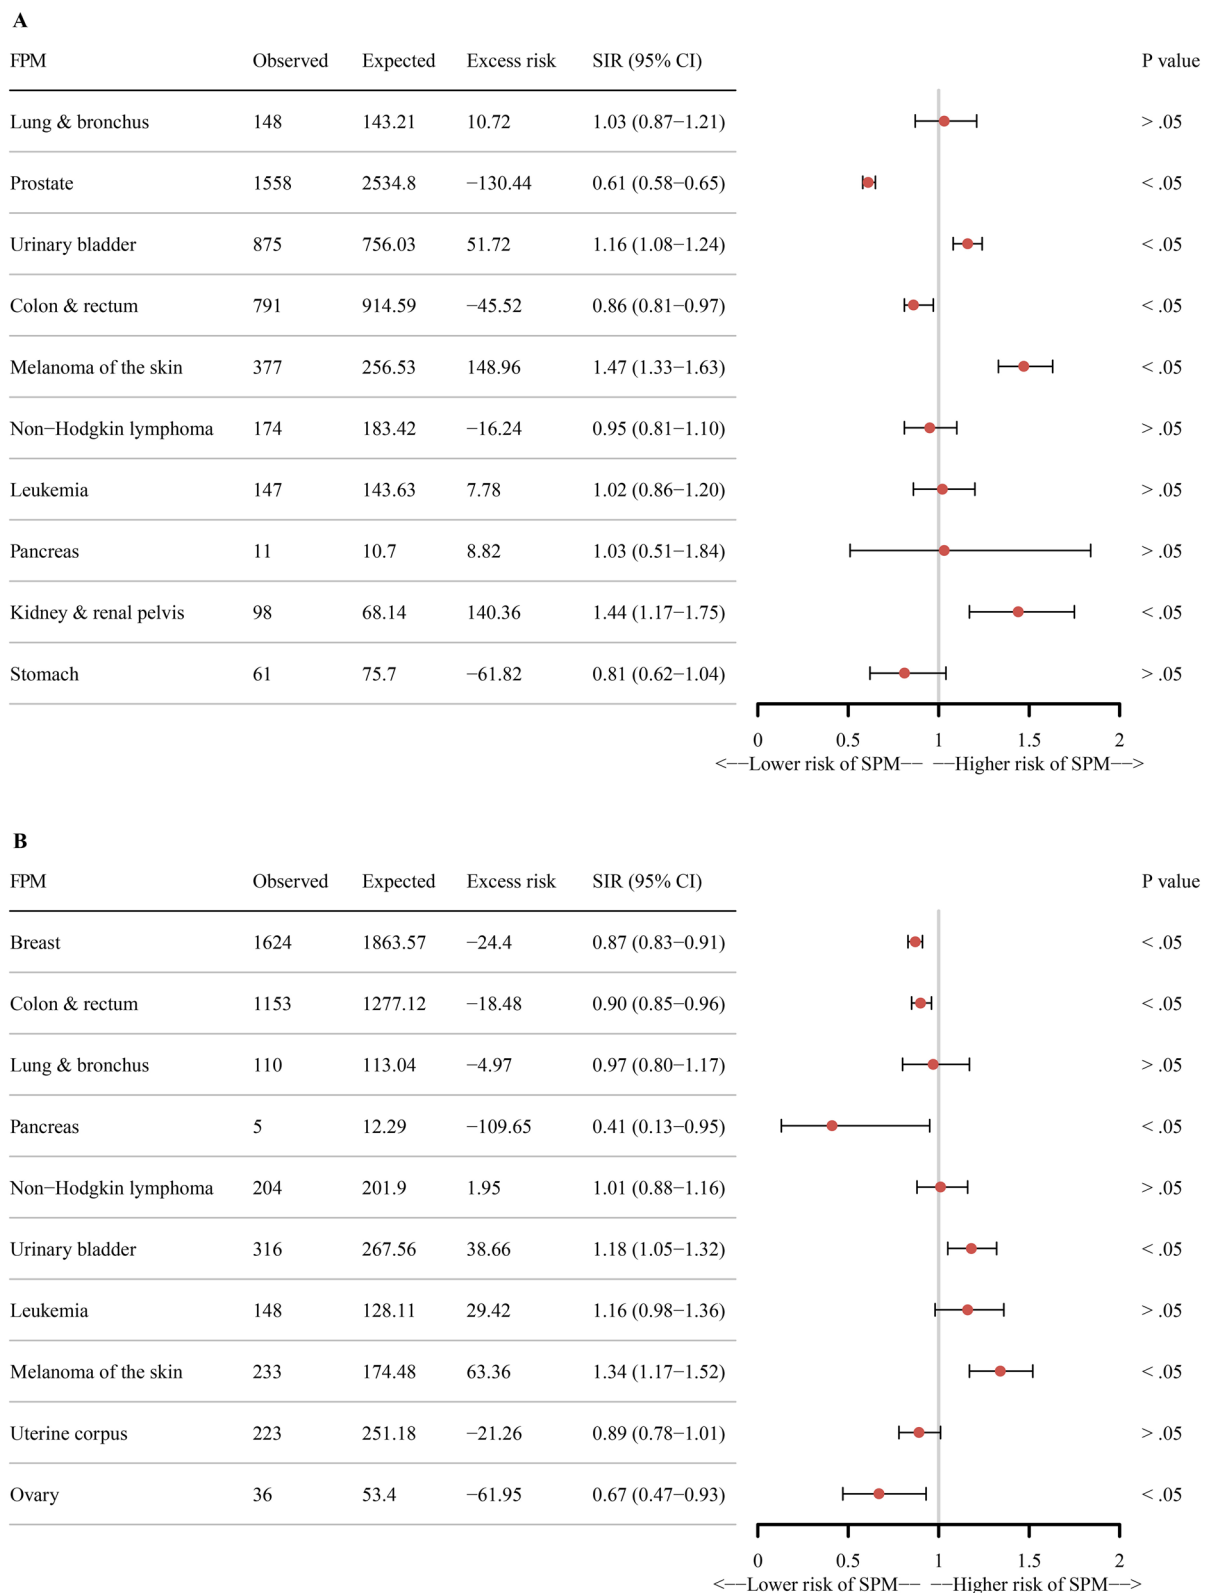 A
FPM Observed Expected Excess risk SIR (95% CI) P value
Lung & bronchus 148 143.21 10.72 1.03 (0.87−1.21) > .05
Prostate 1558 2534.8 −130.44 0.61 (0.58−0.65) < .05
Urinary bladder 875 756.03 51.72 1.16 (1.08−1.24) < .05
Colon & rectum 791 914.59 −45.52 0.86 (0.81−0.97) < .05
Melanoma of the skin 377 256.53 148.96 1.47 (1.33−1.63) < .05
Non−Hodgkin lymphoma 174 183.42 −16.24 0.95 (0.81−1.10) > .05
Leukemia 147 143.63 7.78 1.02 (0.86−1.20) > .05
Pancreas 11 10.7 8.82 1.03 (0.51−1.84) > .05
Kidney & renal pelvis 98 68.14 140.36 1.44 (1.17−1.75) < .05
Stomach 61 75.7 −61.82 0.81 (0.62−1.04) > .05
0 0.5 1 1.5 2
<−−Lower risk of SPM−− −−Higher risk of SPM−−>
B
FPM Observed Expected Excess risk SIR (95% CI) P value
Breast 1624 1863.57 −24.4 0.87 (0.83−0.91) < .05
Colon & rectum 1153 1277.12 −18.48 0.90 (0.85−0.96) < .05
Lung & bronchus 110 113.04 −4.97 0.97 (0.80−1.17) > .05
Pancreas 5 12.29 −109.65 0.41 (0.13−0.95) < .05
Non−Hodgkin lymphoma 204 201.9 1.95 1.01 (0.88−1.16) > .05
Urinary bladder 316 267.56 38.66 1.18 (1.05−1.32) < .05
Leukemia 148 128.11 29.42 1.16 (0.98−1.36) > .05
Melanoma of the skin 233 174.48 63.36 1.34 (1.17−1.52) < .05
Uterine corpus 223 251.18 −21.26 0.89 (0.78−1.01) > .05
Ovary 36 53.4 −61.95 0.67 (0.47−0.93) < .05
0 0.5 1 1.5 2
<−−Lower risk of SPM−− −−Higher risk of SPM−−>